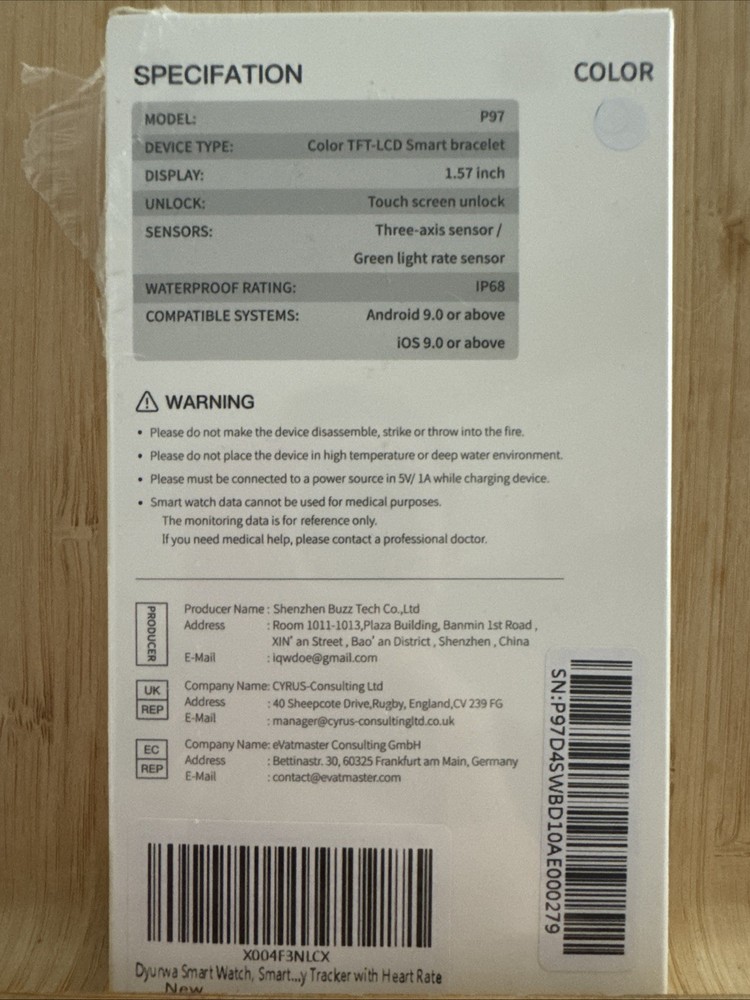 SPECIFATION
COLOR
MODEL: P97
DEVICE TYPE: Color TFT-LCD Smart bracelet
DISPLAY: 1.57 inch
UNLOCK: Touch screen unlock
SENSORS: Three-axis sensor /
Green light rate sensor
WATERPROOF RATING: IP68
COMPATIBLE SYSTEMS: Android 9.0 or above
iOS 9.0 or above
WARNING
• Please do not make the device disassemble, strike or throw into the fire.
• Please do not place the device in high temperature or deep water environment.
• Please must be connected to a power source in 5V/ 1A while charging device.
• Smart watch data cannot be used for medical purposes.
The monitoring data is for reference only.
If you need medical help, please contact a professional doctor.
PRODUCER
Producer Name : Shenzhen Buzz Tech Co.,Ltd
Address : Room 1011-1013,Plaza Building, Banmin 1st Road ,
XIN' an Street , Bao' an District , Shenzhen , China
E-Mail : iqwdoe@gmail.com
UK REP
Company Name: CYRUS-Consulting Ltd
Address : 40 Sheepcote Drive,Rugby, England,CV 239 FG
E-Mail : manager@cyrus-consultingltd.co.uk
EC REP
Company Name: eVatmaster Consulting GmbH
Address : Bettinastr. 30, 60325 Frankfurt am Main, Germany
E-Mail : contact@evatmaster.com
SN:P97D4SWBD10AE000279
X004F3NLCX
Dyurwa Smart Watch, Smart...y Tracker with Heart Rate
New